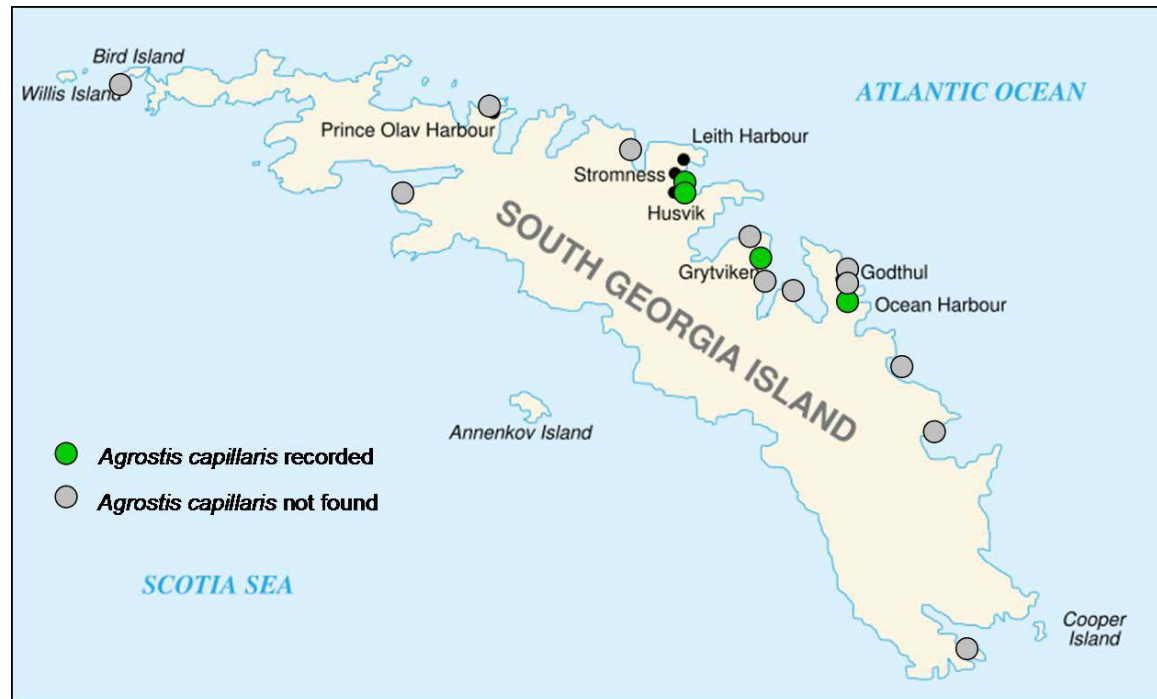 Bird Island
Willis Island
ATLANTIC OCEAN
Prince Olav Harbour
Leith Harbour
Stromness
Husvik
SOUTH GEORGIA ISLAND
Grytviken
Godthul
Ocean Harbour
Annenkov Island
Agrostis capillaris recorded
Agrostis capillaris not found
SCOTIA SEA
Cooper
Island